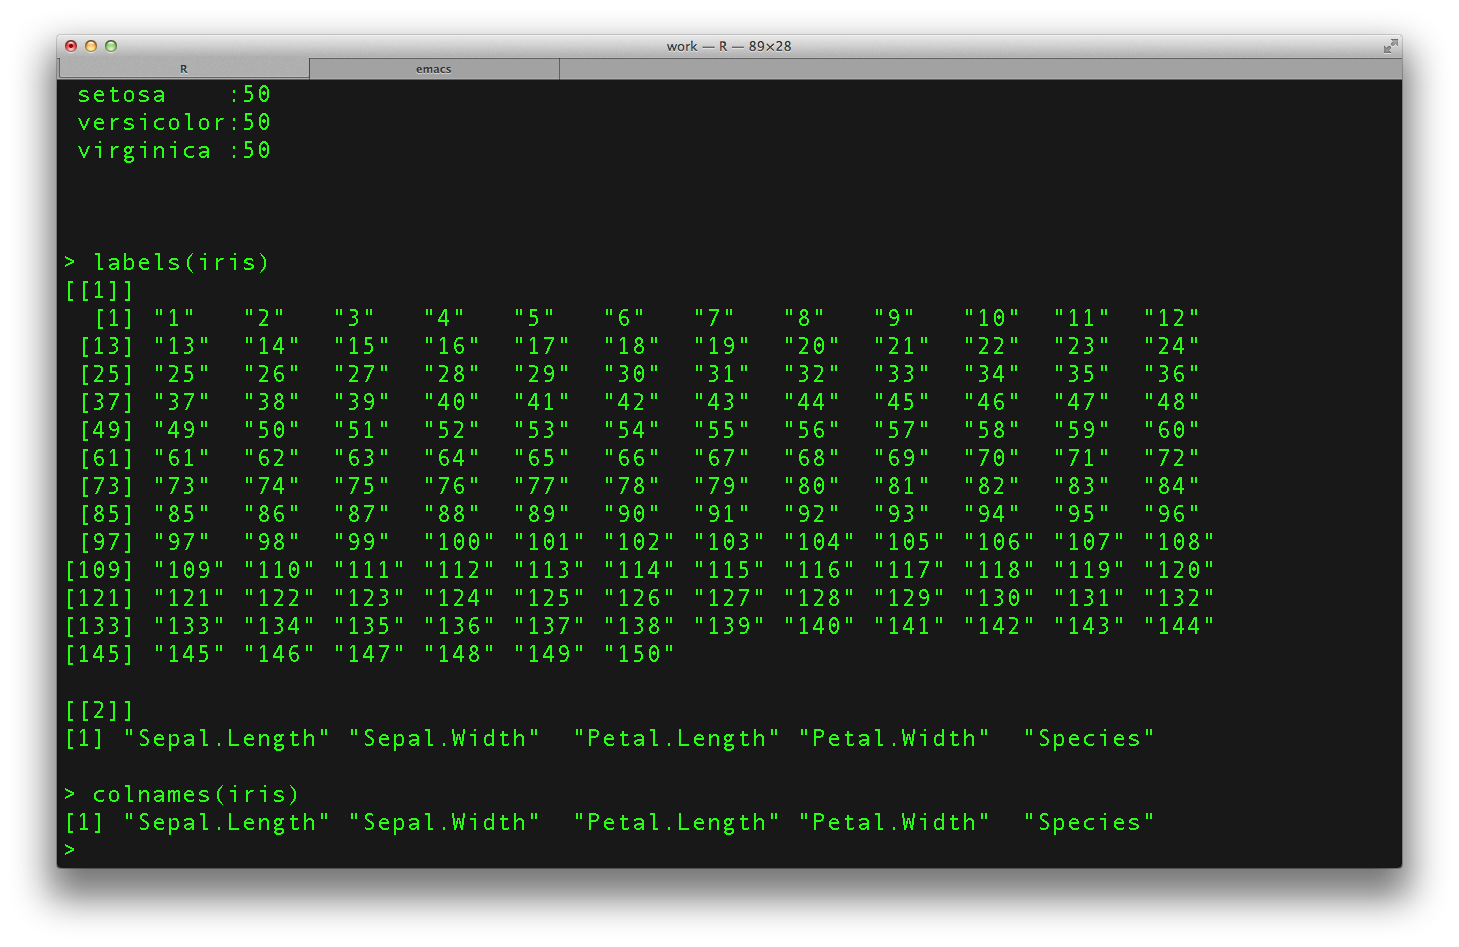 work — R — 89×28
R emacs
setosa    :50
versicolor:50
virginica :50
> labels(iris)
[[1]]
  [1] "1"   "2"   "3"   "4"   "5"   "6"   "7"   "8"   "9"   "10"  "11"  "12"
 [13] "13"  "14"  "15"  "16"  "17"  "18"  "19"  "20"  "21"  "22"  "23"  "24"
 [25] "25"  "26"  "27"  "28"  "29"  "30"  "31"  "32"  "33"  "34"  "35"  "36"
 [37] "37"  "38"  "39"  "40"  "41"  "42"  "43"  "44"  "45"  "46"  "47"  "48"
 [49] "49"  "50"  "51"  "52"  "53"  "54"  "55"  "56"  "57"  "58"  "59"  "60"
 [61] "61"  "62"  "63"  "64"  "65"  "66"  "67"  "68"  "69"  "70"  "71"  "72"
 [73] "73"  "74"  "75"  "76"  "77"  "78"  "79"  "80"  "81"  "82"  "83"  "84"
 [85] "85"  "86"  "87"  "88"  "89"  "90"  "91"  "92"  "93"  "94"  "95"  "96"
 [97] "97"  "98"  "99"  "100" "101" "102" "103" "104" "105" "106" "107" "108"
[109] "109" "110" "111" "112" "113" "114" "115" "116" "117" "118" "119" "120"
[121] "121" "122" "123" "124" "125" "126" "127" "128" "129" "130" "131" "132"
[133] "133" "134" "135" "136" "137" "138" "139" "140" "141" "142" "143" "144"
[145] "145" "146" "147" "148" "149" "150"
[[2]]
[1] "Sepal.Length" "Sepal.Width"  "Petal.Length" "Petal.Width"  "Species"
> colnames(iris)
[1] "Sepal.Length" "Sepal.Width"  "Petal.Length" "Petal.Width"  "Species"
>